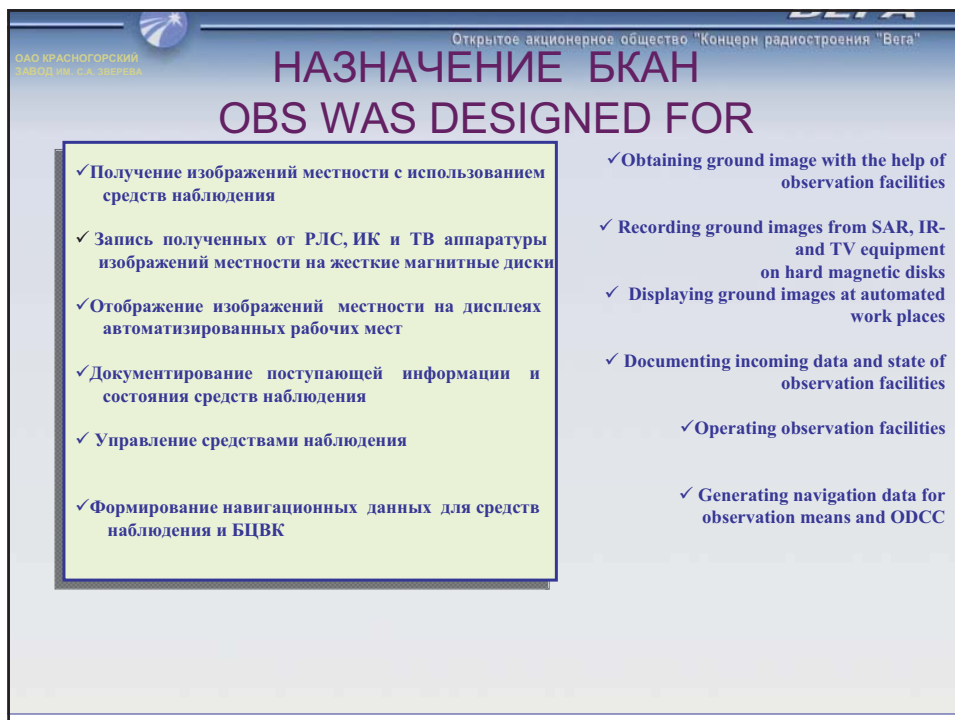 ВЕГА
Открытое акционерное общество "Концерн радиостроения "Вега"
ОАО КРАСНОГОРСКИЙ
ЗАВОД ИМ. С.А. ЗВЕРЕВА
НАЗНАЧЕНИЕ БКАН
OBS WAS DESIGNED FOR
✓Получение изображений местности с использованием
средств наблюдения
✓ Запись полученных от РЛС, ИК и ТВ аппаратуры
изображений местности на жесткие магнитные диски
✓Отображение изображений местности на дисплеях
автоматизированных рабочих мест
✓Документирование поступающей информации и
состояния средств наблюдения
✓ Управление средствами наблюдения
✓Формирование навигационных данных для средств
наблюдения и БЦВК
✓Obtaining ground image with the help of
observation facilities
✓ Recording ground images from SAR, IR-
and TV equipment
on hard magnetic disks
✓ Displaying ground images at automated
work places
✓ Documenting incoming data and state of
observation facilities
✓Operating observation facilities
✓ Generating navigation data for
observation means and ODCC